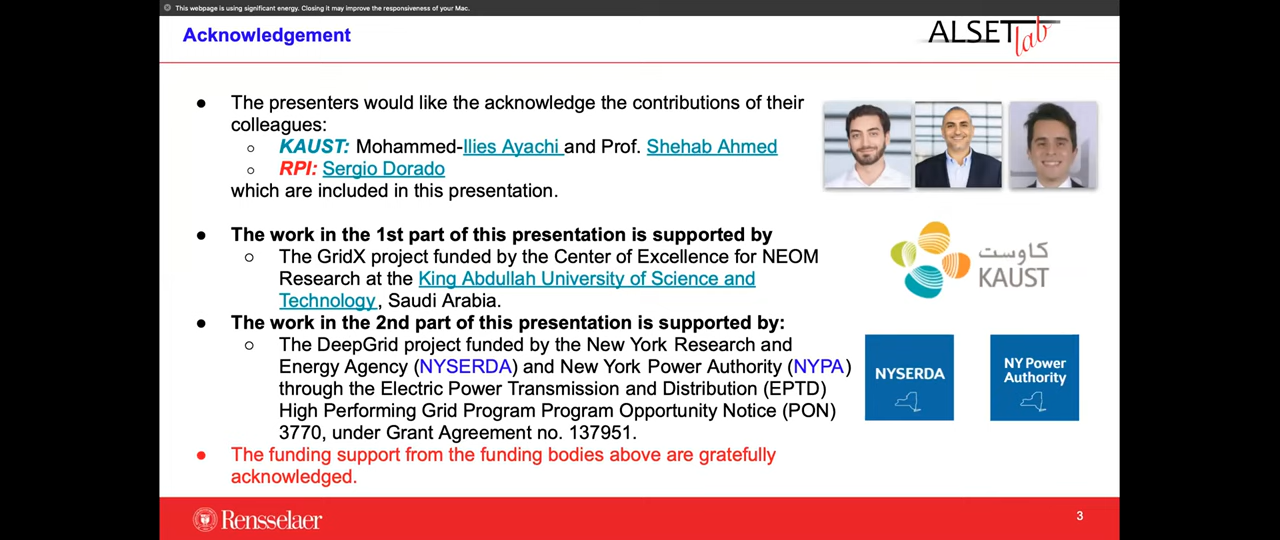 This webpage is using significant energy. Closing it may improve the responsiveness of your Mac.
Acknowledgement
ALSET lab
● The presenters would like the acknowledge the contributions of their
colleagues:
○ KAUST: Mohammed-Ilies Ayachi and Prof. Shehab Ahmed
○ RPI: Sergio Dorado
which are included in this presentation.
● The work in the 1st part of this presentation is supported by
○ The GridX project funded by the Center of Excellence for NEOM
Research at the King Abdullah University of Science and
Technology, Saudi Arabia.
كاوست
KAUST
● The work in the 2nd part of this presentation is supported by:
○ The DeepGrid project funded by the New York Research and
Energy Agency (NYSERDA) and New York Power Authority (NYPA)
through the Electric Power Transmission and Distribution (EPTD)
High Performing Grid Program Program Opportunity Notice (PON)
3770, under Grant Agreement no. 137951.
NYSERDA
NY Power
Authority
● The funding support from the funding bodies above are gratefully
acknowledged.
Rensselaer
3